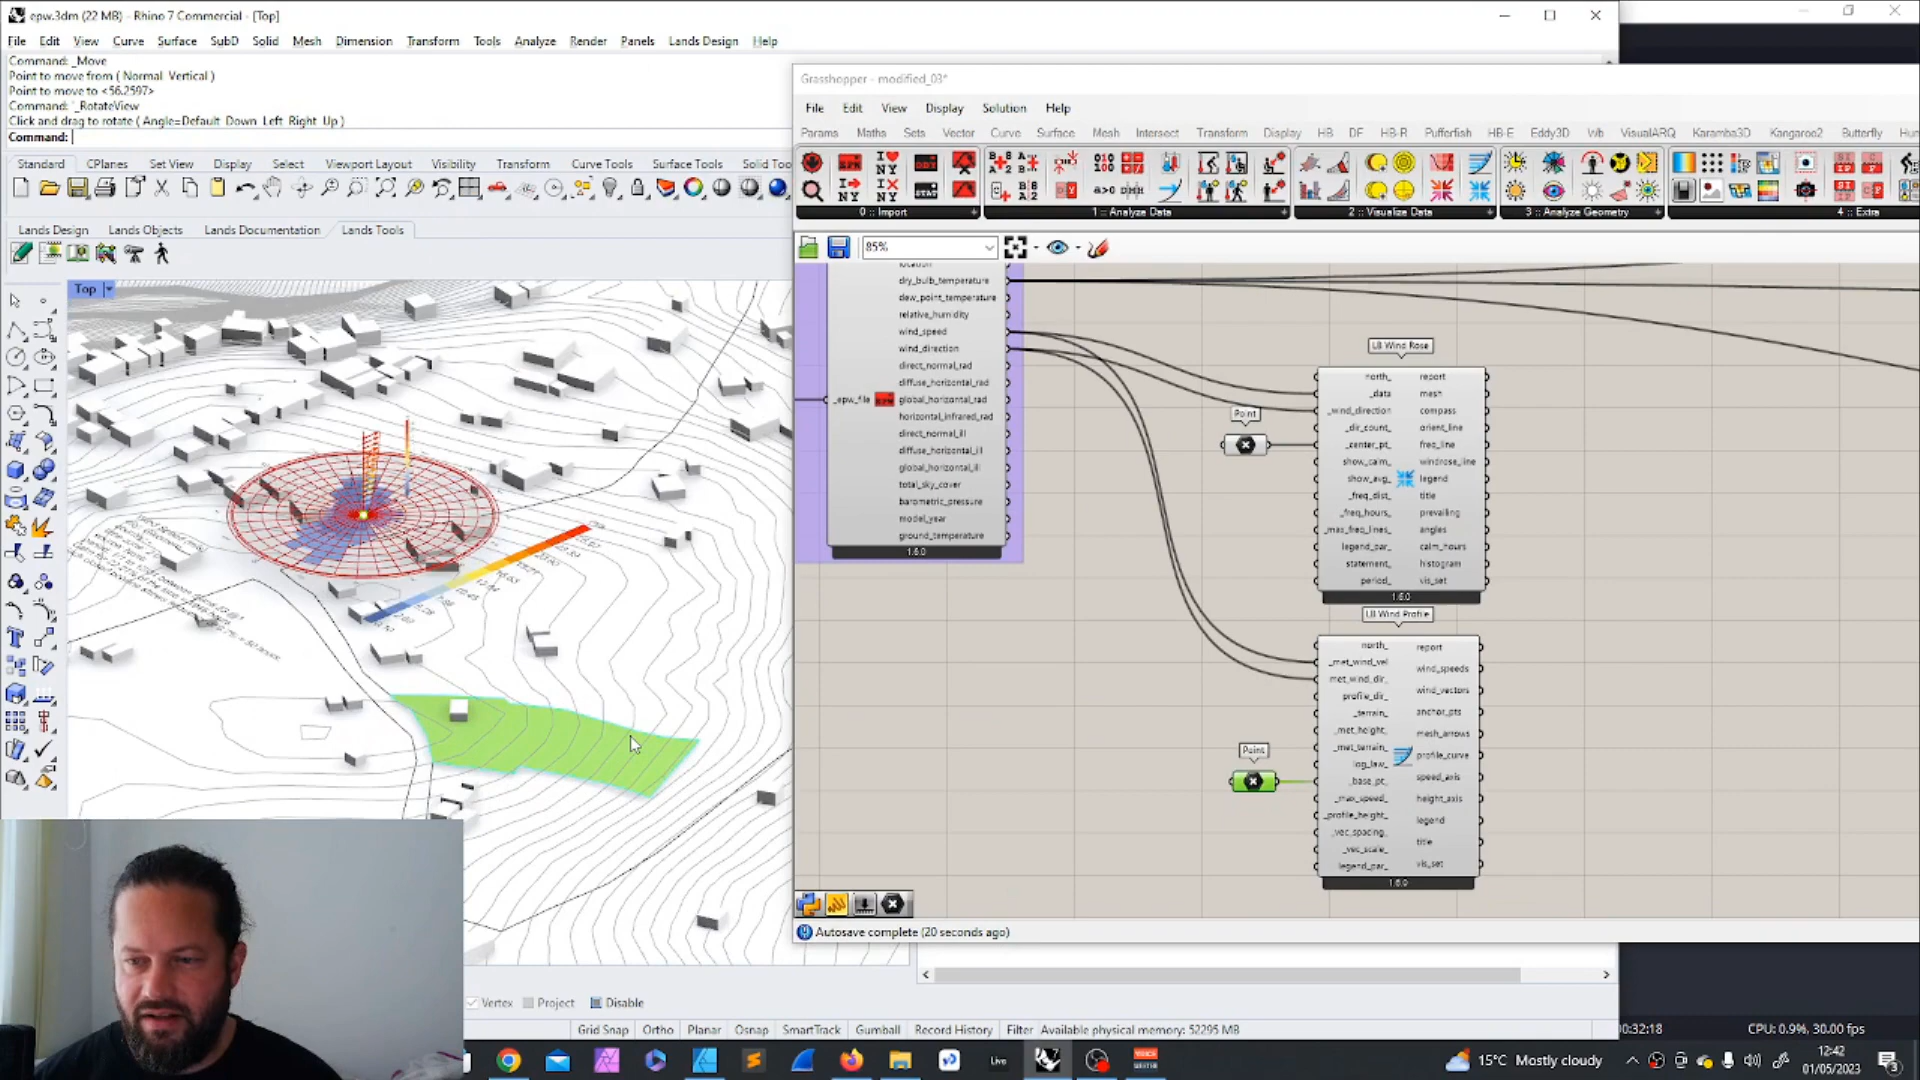 epw.3dm (22 MB) - Rhino 7 Commercial - [Top]
File Edit View Curve Surface SubD Solid Mesh Dimension Transform Tools Analyze Render Panels Lands Design Help
Command: _Move
Point to move from ( Normal Vertical )
Point to move to <56.2597>
Command: '_RotateView
Click and drag to rotate ( Angle=Default Down Left Right Up )
Command:
Standard CPlanes Set View Display Select Viewport Layout Visibility Transform Curve Tools Surface Tools Solid Too
Lands Design Lands Objects Lands Documentation Lands Tools
Top
Grasshopper - modified_03*
File Edit View Display Solution Help
Params Maths Sets Vector Curve Surface Mesh Intersect Transform Display HB DF HB-R Pufferfish HB-E Eddy3D Wb VisualARQ Karamba3D Kangaroo2 Butterfly Hum
0 :: Import 1 :: Analyze Data 2 :: Visualize Data 3 :: Analyze Geometry 4 :: Extra
85%
location
dry_bulb_temperature
dew_point_temperature
relative_humidity
wind_speed
wind_direction
direct_normal_rad
diffuse_horizontal_rad
_epw_file global_horizontal_rad
horizontal_infrared_rad
direct_normal_ill
diffuse_horizontal_ill
global_horizontal_ill
total_sky_cover
barometric_pressure
model_year
ground_temperature
1.6.0
LB Wind Rose
north_ report
_data mesh
_wind_direction compass
_dir_count_ orient_line
_center_pt_ freq_line
show_calm_ windrose_line
show_avg_ legend
_freq_dist_ title
_freq_hours_ prevailing
_max_freq_lines_ angles
legend_par_ calm_hours
statement_ histogram
period_ vis_set
1.6.0
Point
LB Wind Profile
north_ report
_met_wind_vel wind_speeds
met_wind_dir_ wind_vectors
profile_dir_ anchor_pts
_terrain_ mesh_arrows
_met_height_ profile_curve
_met_terrain_ speed_axis
log_law_ height_axis
_base_pt_ legend
_max_speed_ title
_profile_height_ vis_set
_vec_spacing_
_vec_scale_
legend_par_
1.6.0
Point
Autosave complete (20 seconds ago)
Vertex Project Disable
Grid Snap Ortho Planar Osnap SmartTrack Gumball Record History Filter Available physical memory: 52295 MB
0:32:18 CPU: 0.9%, 30.00 fps
Live
15°C Mostly cloudy
12:42
01/05/2023